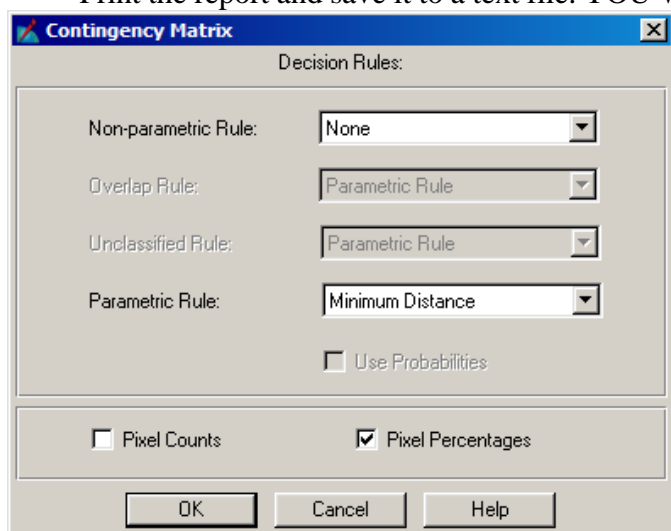 Print the report and save it to a text file. YOU
Contingency Matrix
Decision Rules:
Non-parametric Rule: None
Overlap Rule: Parametric Rule
Unclassified Rule: Parametric Rule
Parametric Rule: Minimum Distance
Use Probabilities
Pixel Counts Pixel Percentages
OK Cancel Help